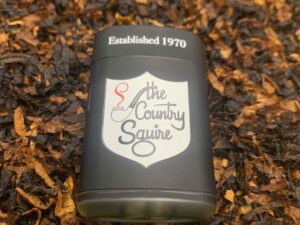 Established 1970
the
Country
Squire